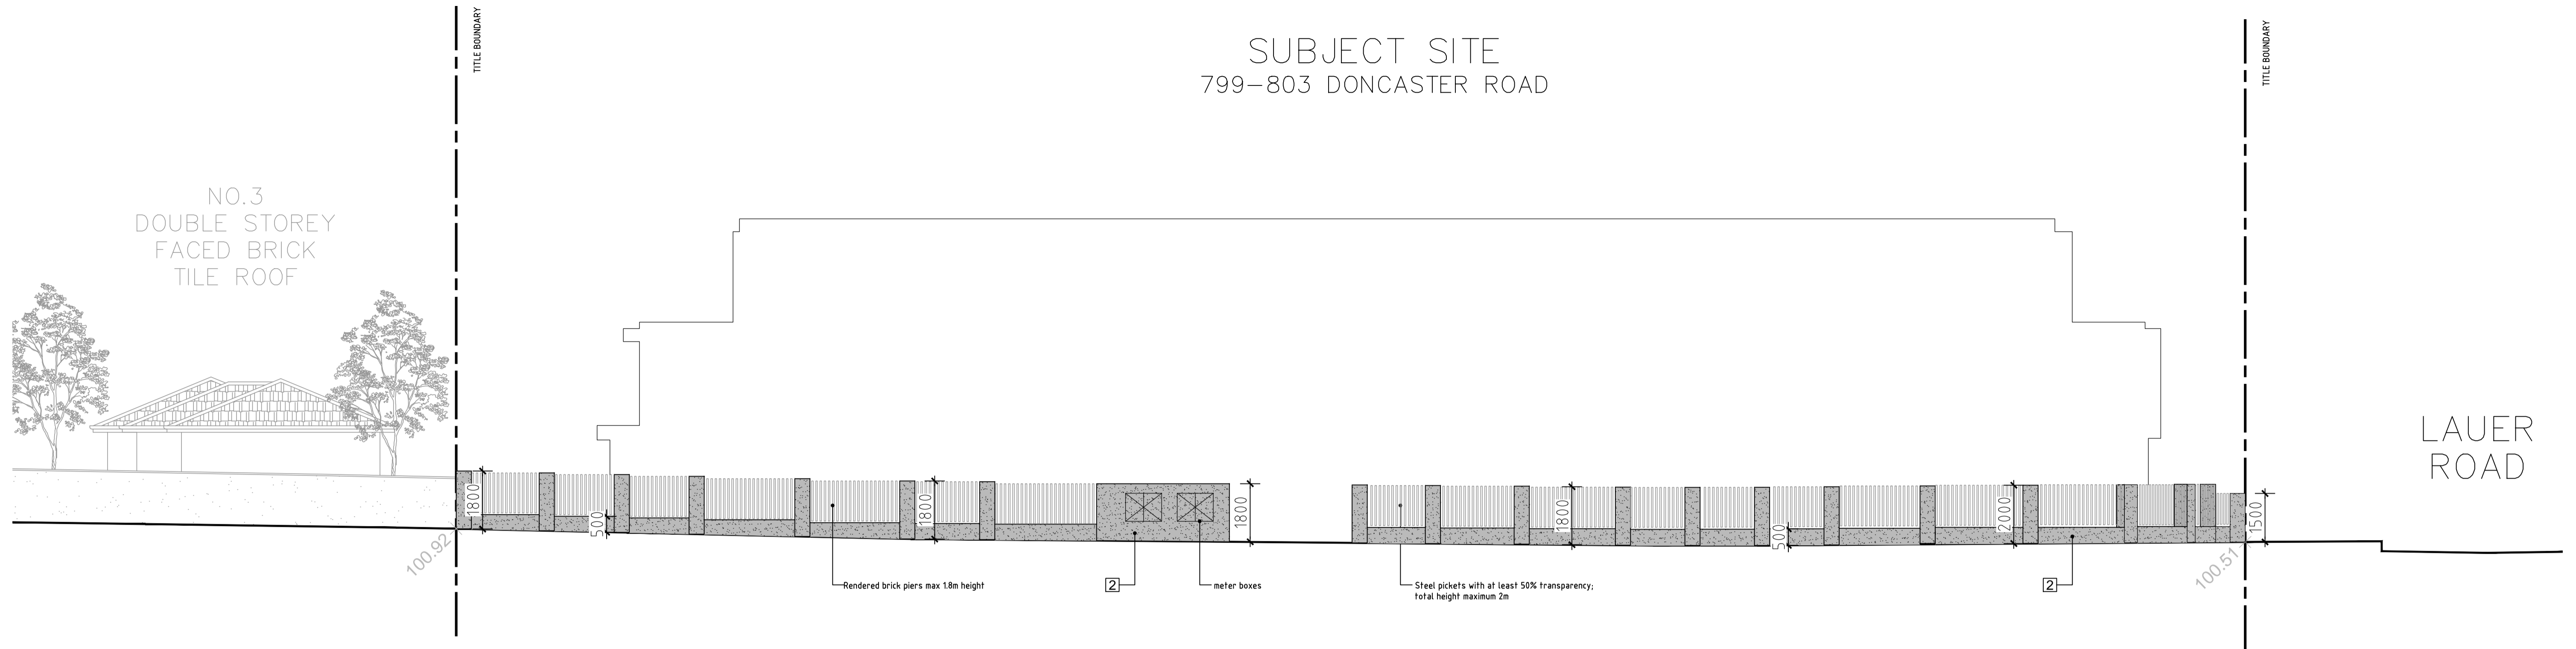 TITLE BOUNDARY
SUBJECT SITE
799-803 DONCASTER ROAD
TITLE BOUNDARY
NO.3
DOUBLE STOREY
FACED BRICK
TILE ROOF
LAUER
ROAD
1800
500
1800
1800
1800
500
2000
1500
100.92
100.51
Rendered brick piers max 1.8m height
2
meter boxes
Steel pickets with at least 50% transparency;
total height maximum 2m
2